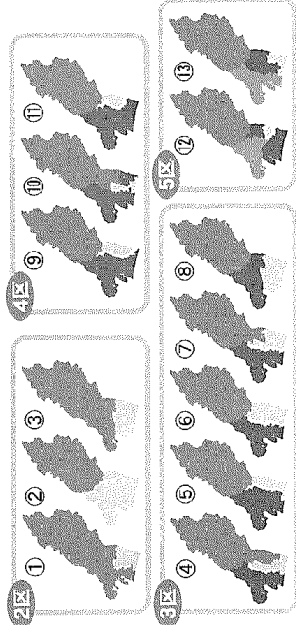 2区
① ② ③
4区
⑨ ⑩ ⑪
3区
④ ⑤ ⑥ ⑦ ⑧
5区
⑫ ⑬